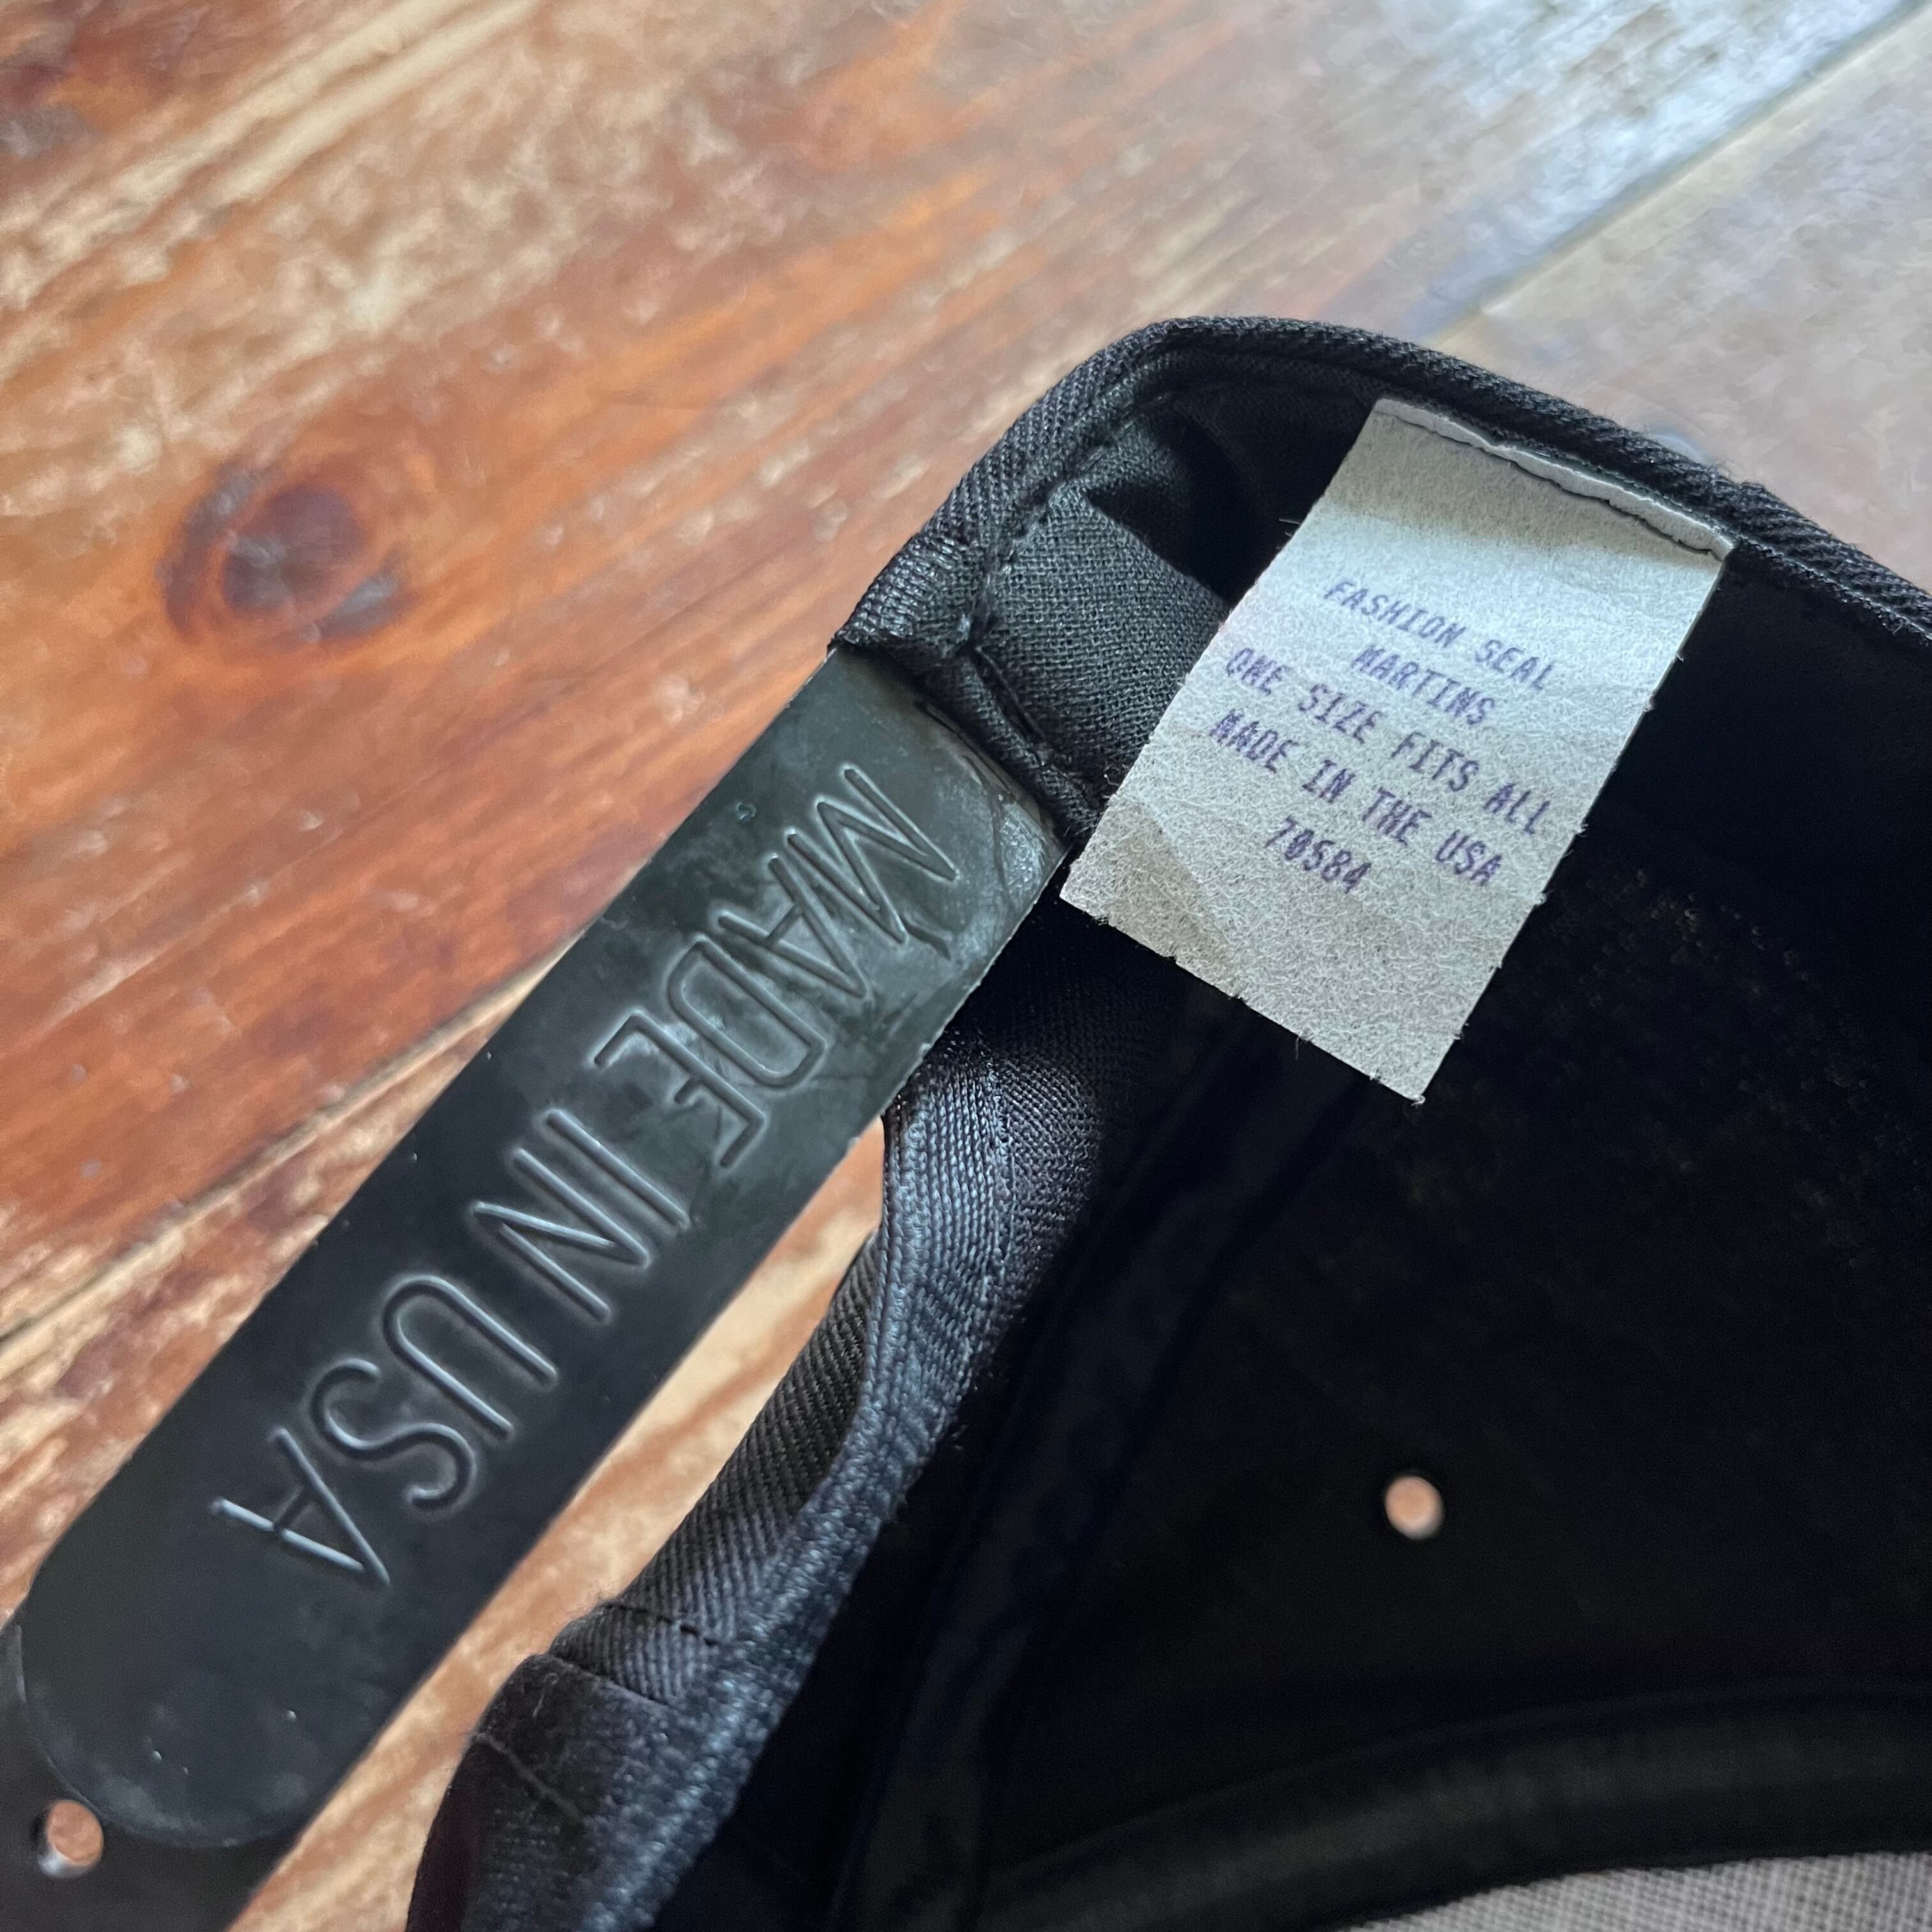 FASHION SEAL
MARTINS
ONE SIZE FITS ALL
MADE IN THE USA
70584
MADE IN USA